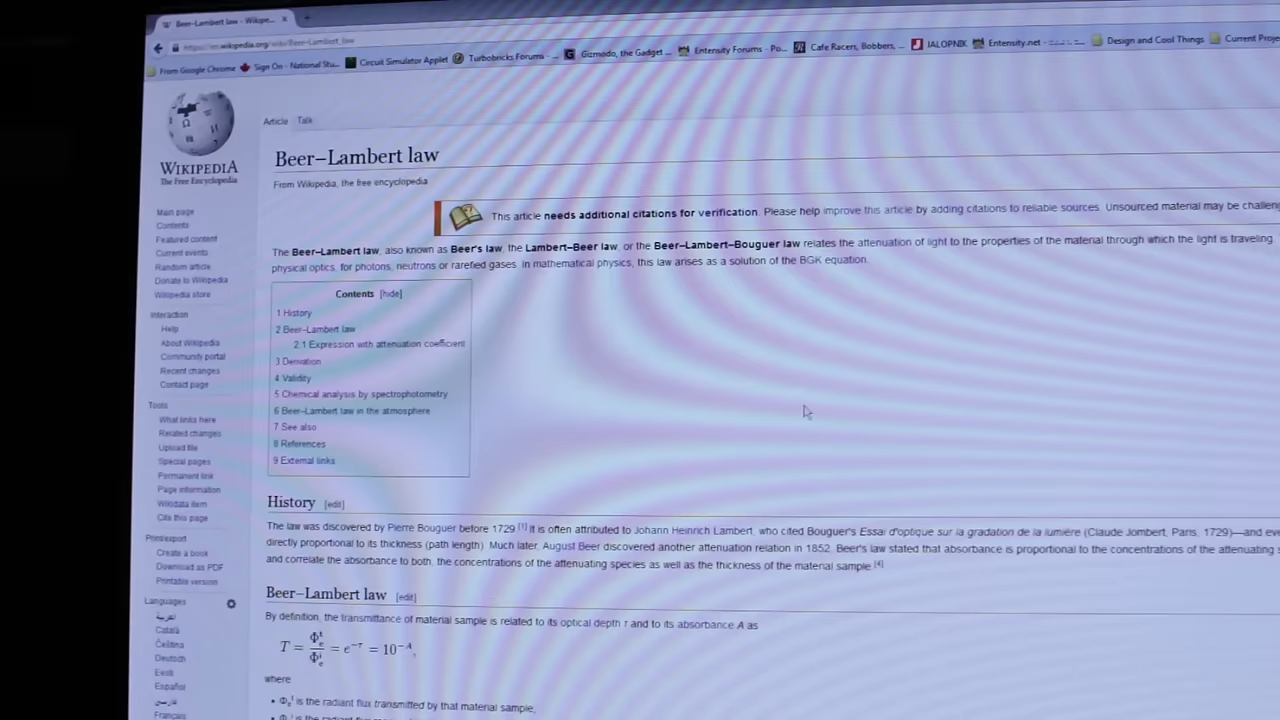 Beer-Lambert law - Wikipe...
https://en.wikipedia.org/wiki/Beer-Lambert_law
From Google Chrome Sign On - National Stu... Circuit Simulator Applet Turbobricks Forums - ... Gizmodo, the Gadget ... Entensity Forums - Po... Cafe Racers, Bobbers, ... JALOPNIK Entensity.net - Design and Cool Things Current Proje
WIKIPEDIA
The Free Encyclopedia
Main page
Contents
Featured content
Current events
Random article
Donate to Wikipedia
Wikipedia store
Interaction
Help
About Wikipedia
Community portal
Recent changes
Contact page
Tools
What links here
Related changes
Upload file
Special pages
Permanent link
Page information
Wikidata item
Cite this page
Print/export
Create a book
Download as PDF
Printable version
Languages
العربية
Català
Čeština
Deutsch
Eesti
Español
فارسی
Français
Article Talk
Beer–Lambert law
From Wikipedia, the free encyclopedia
This article needs additional citations for verification. Please help improve this article by adding citations to reliable sources. Unsourced material may be challen
The Beer–Lambert law, also known as Beer's law, the Lambert–Beer law, or the Beer–Lambert–Bouguer law relates the attenuation of light to the properties of the material through which the light is traveling.
physical optics, for photons, neutrons or rarefied gases. In mathematical physics, this law arises as a solution of the BGK equation.
Contents [hide]
1 History
2 Beer–Lambert law
2.1 Expression with attenuation coefficient
3 Derivation
4 Validity
5 Chemical analysis by spectrophotometry
6 Beer–Lambert law in the atmosphere
7 See also
8 References
9 External links
History [edit]
The law was discovered by Pierre Bouguer before 1729.[1] It is often attributed to Johann Heinrich Lambert, who cited Bouguer's Essai d'optique sur la gradation de la lumière (Claude Jombert, Paris, 1729)—and eve
directly proportional to its thickness (path length). Much later, August Beer discovered another attenuation relation in 1852. Beer's law stated that absorbance is proportional to the concentrations of the attenuating s
and correlate the absorbance to both, the concentrations of the attenuating species as well as the thickness of the material sample.[4]
Beer–Lambert law [edit]
By definition, the transmittance of material sample is related to its optical depth τ and to its absorbance A as
T = Φₑᵗ/Φₑⁱ = e^−τ = 10^−A,
where
• Φₑᵗ is the radiant flux transmitted by that material sample;